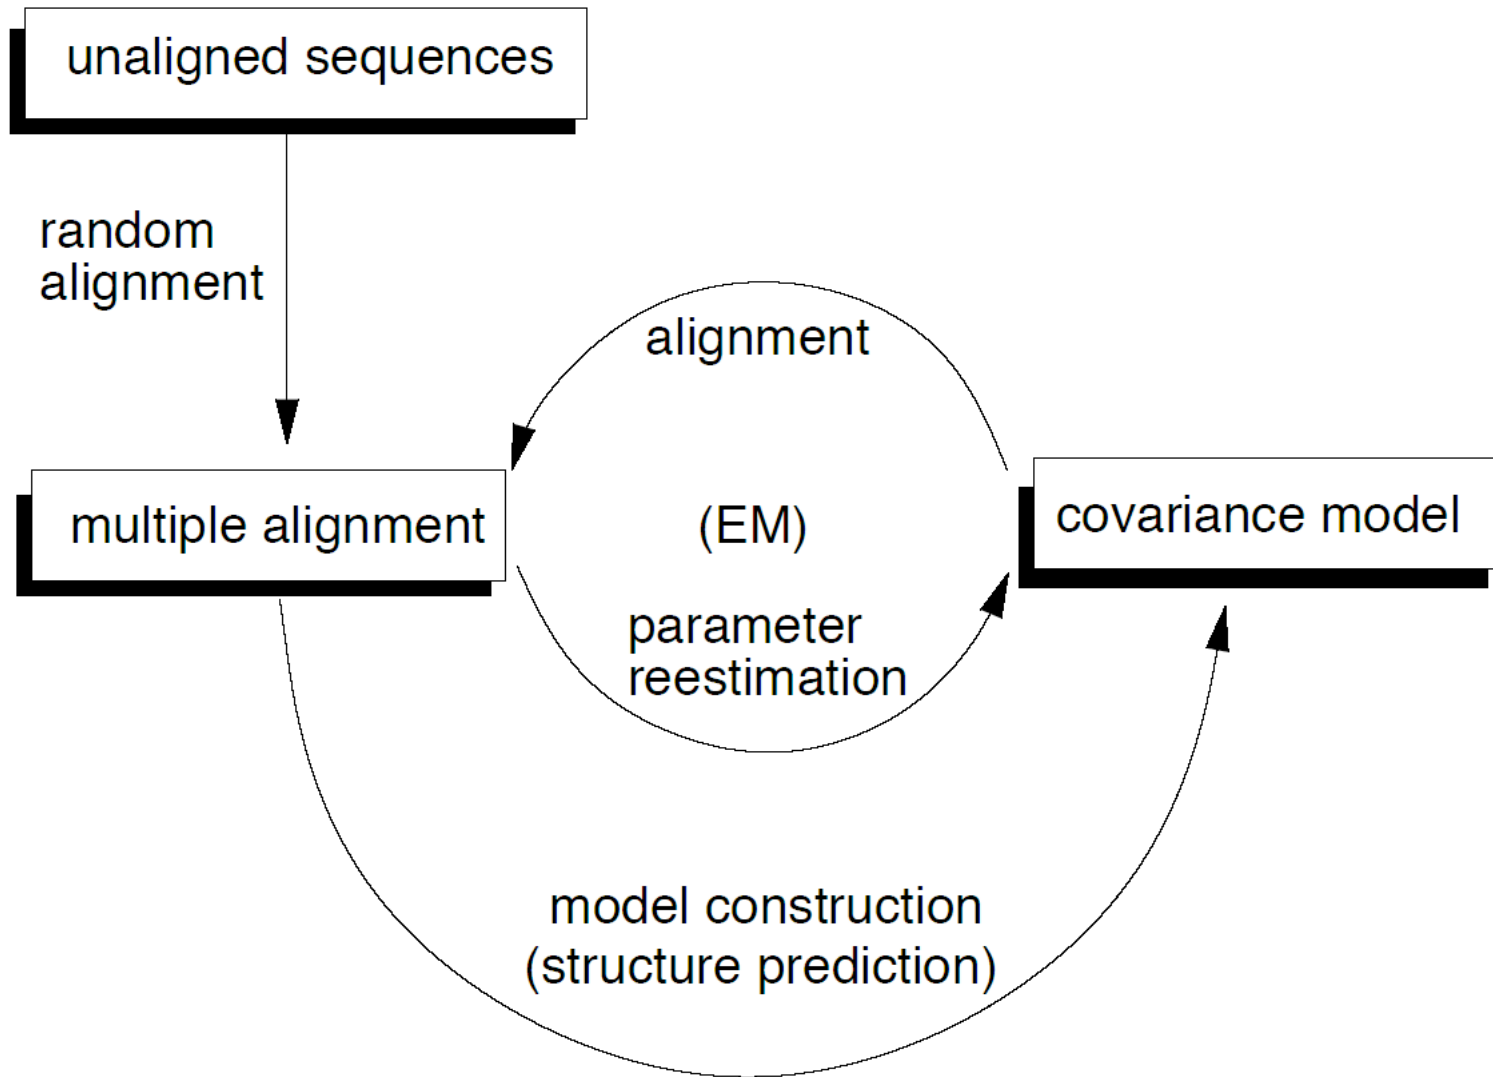 unaligned sequences
random
alignment
alignment
multiple alignment
(EM)
covariance model
parameter
reestimation
model construction
(structure prediction)